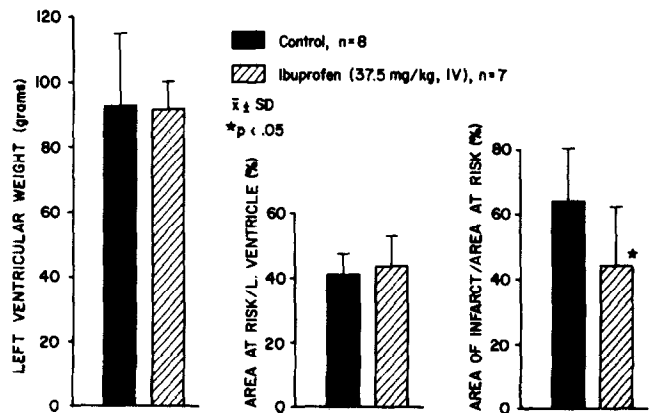 Control, n=8
Ibuprofen (37.5 mg/kg, IV), n=7
x̄ ± SD
*p < .05
LEFT VENTRICULAR WEIGHT (grams)
120
100
80
60
40
20
0
AREA AT RISK/L. VENTRICLE (%)
60
40
20
0
AREA OF INFARCT/AREA AT RISK (%)
80
60
40
20
0
*